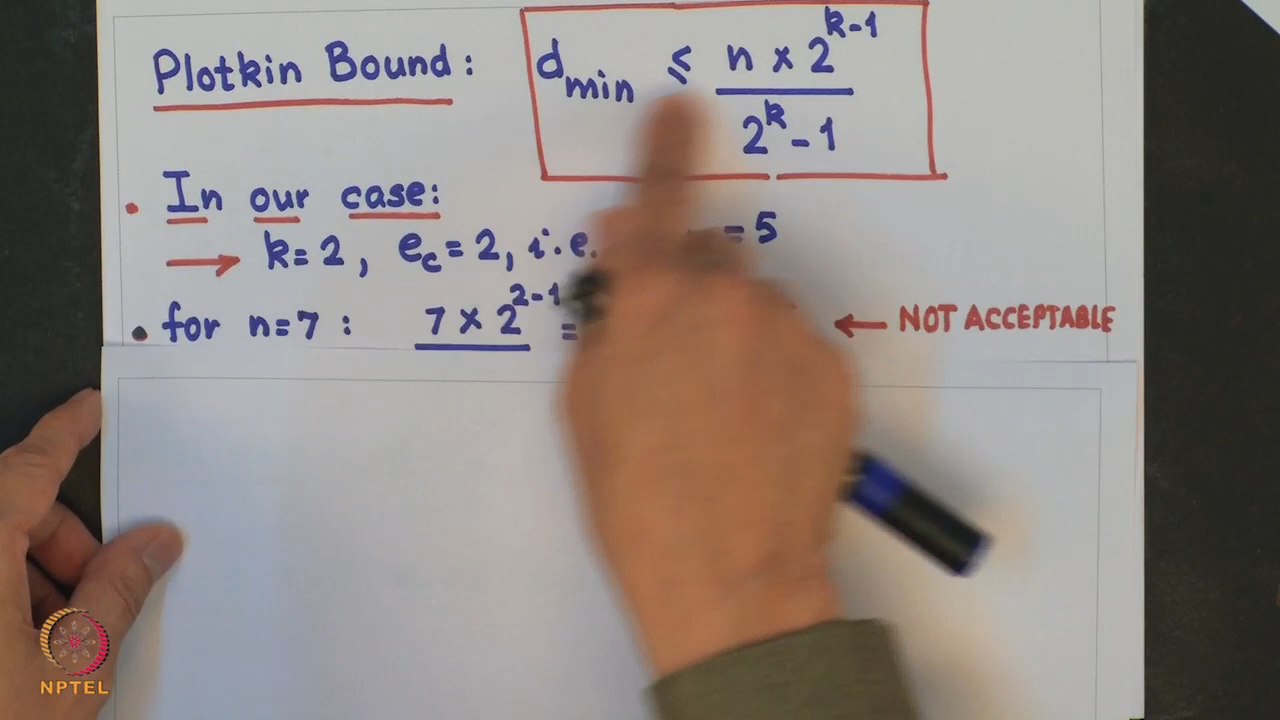 Plotkin Bound: d_min ≤ n × 2^(k-1) / 2^k - 1
• In our case:
→ k=2, e_c=2, i.e. =5
• for n=7: 7 × 2^(2-1) = ← NOT ACCEPTABLE
NPTEL